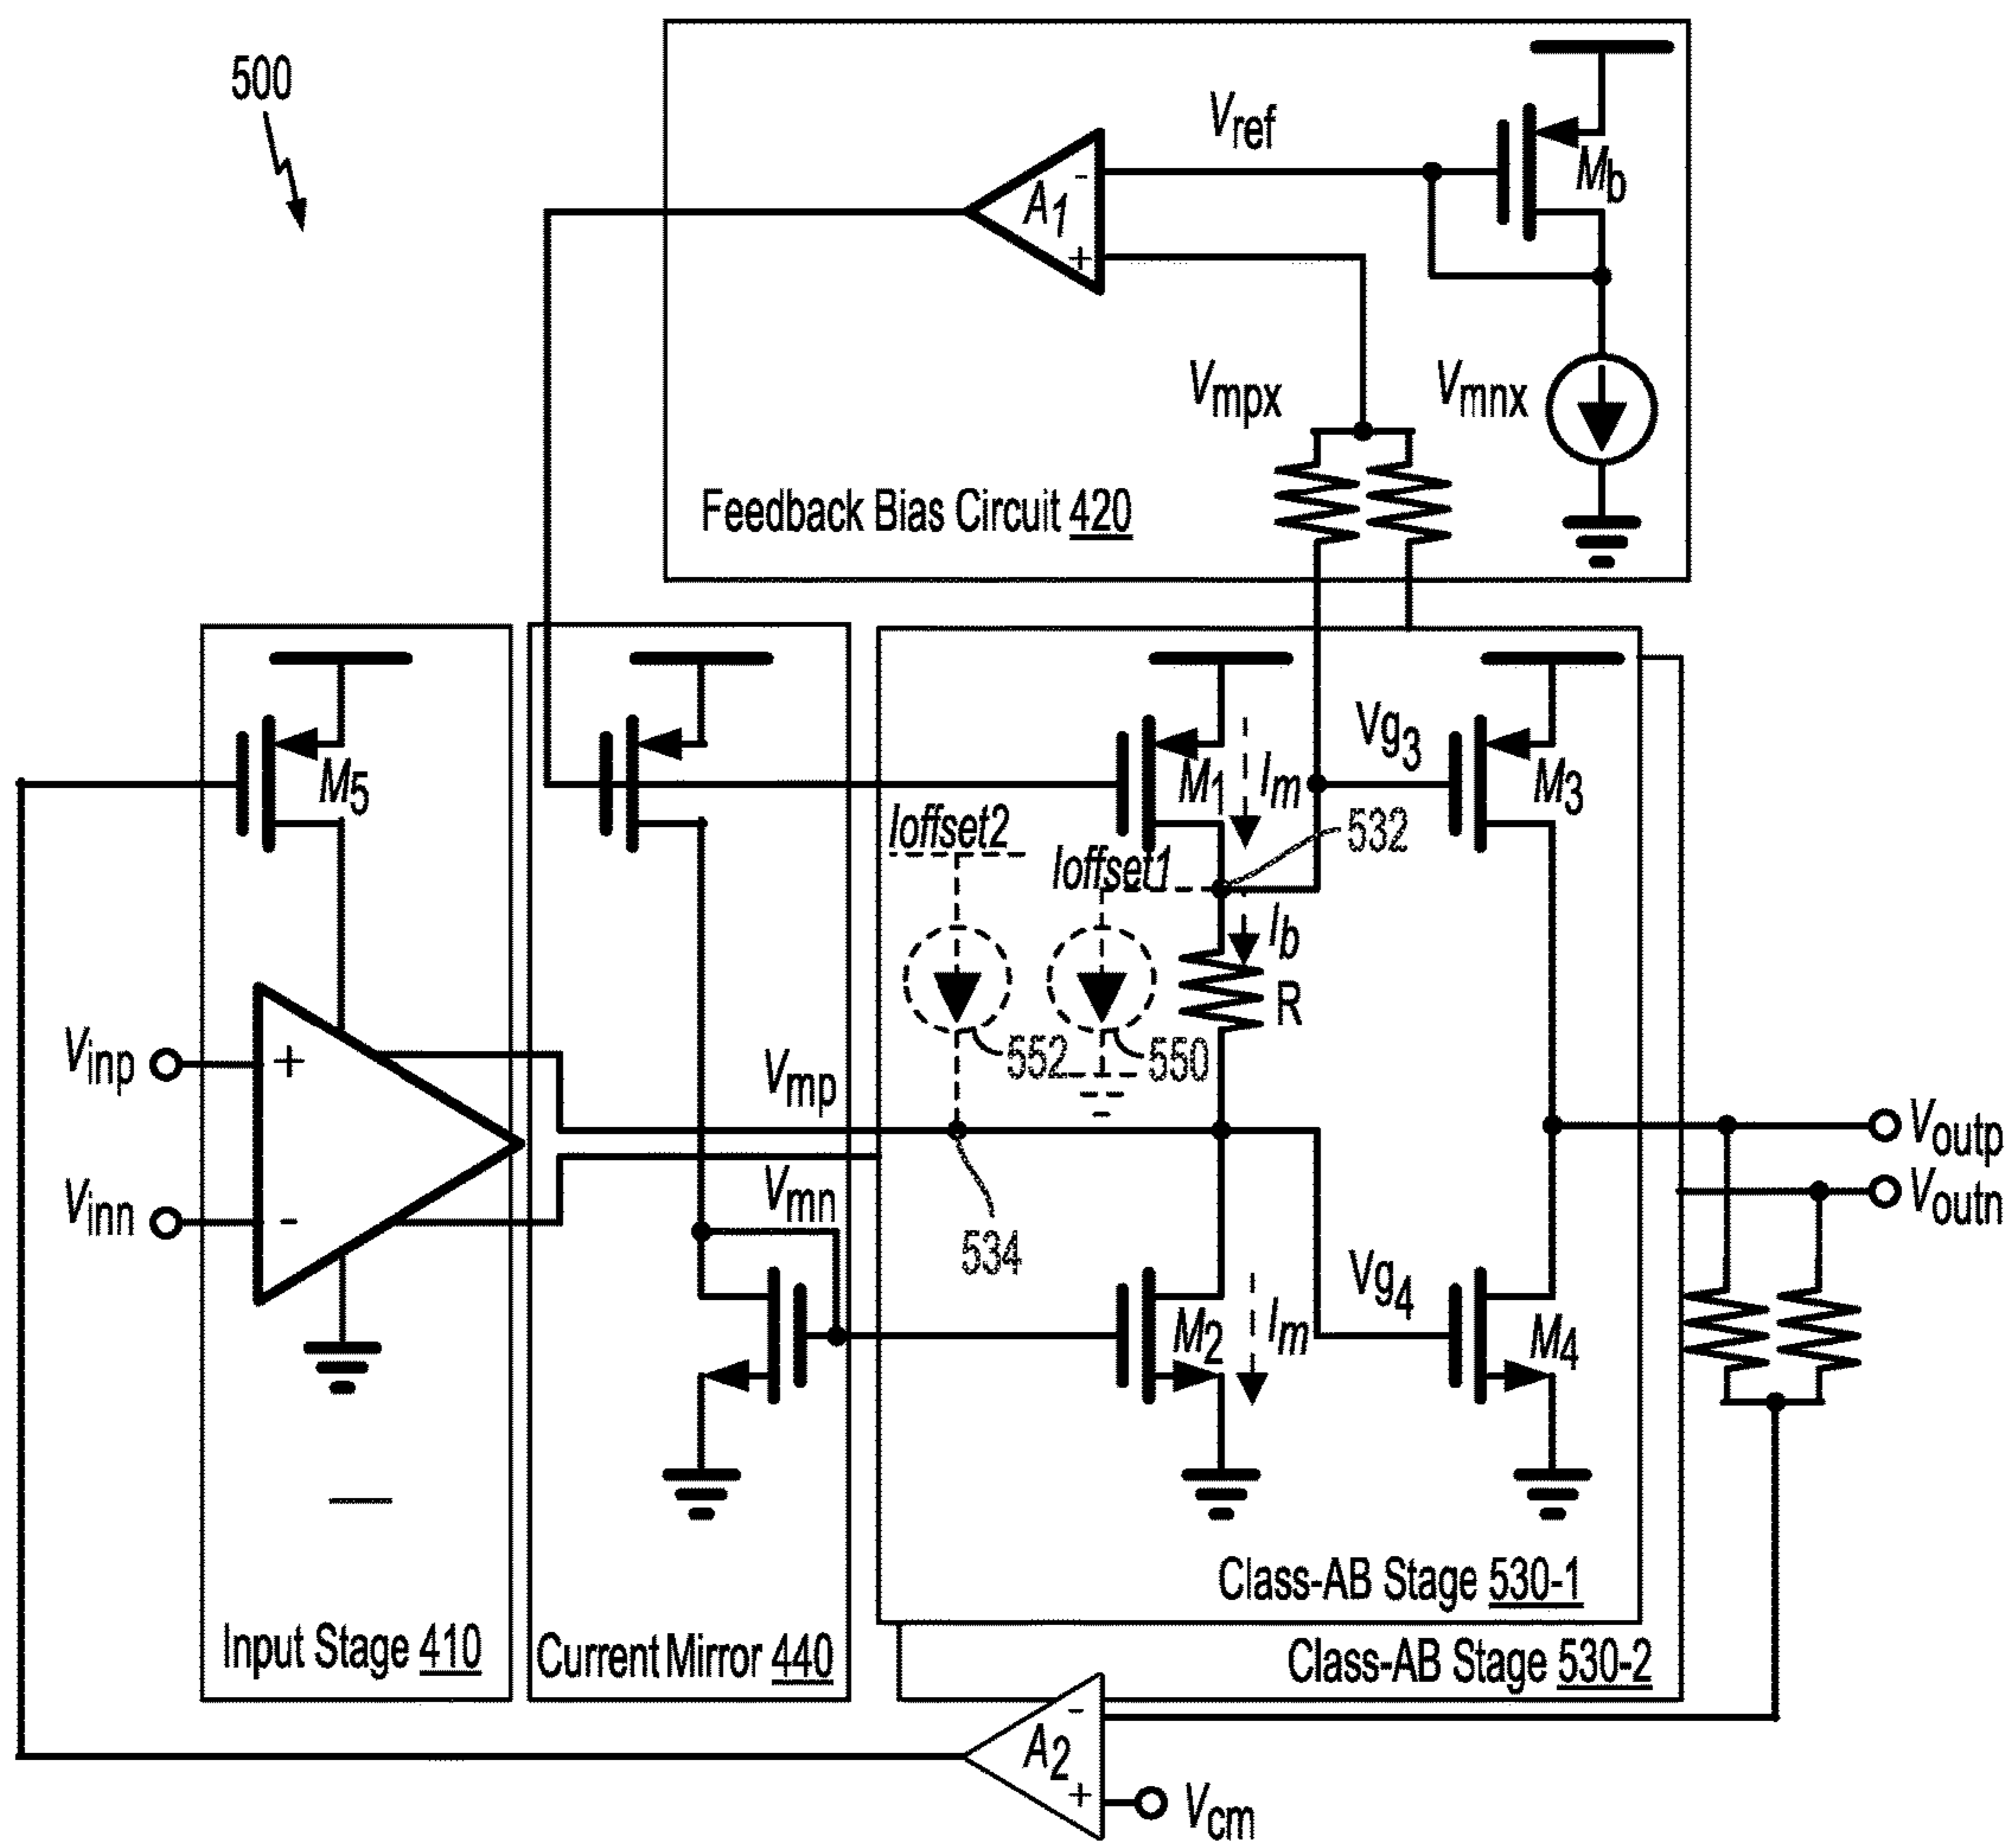 500
Vref
Mb
-
A1
+
Vmpx
Vmnx
Feedback Bias Circuit 420
M5
M1
Im
Vg3
M3
Ioffset2
Ioffset1
532
Ib
R
552
550
Vinp
+
Vmp
Vinn
-
Vmn
534
Voutp
Voutn
Vg4
M2
Im
M4
Class-AB Stage 530-1
Input Stage 410
Current Mirror 440
Class-AB Stage 530-2
-
A2
+
Vcm